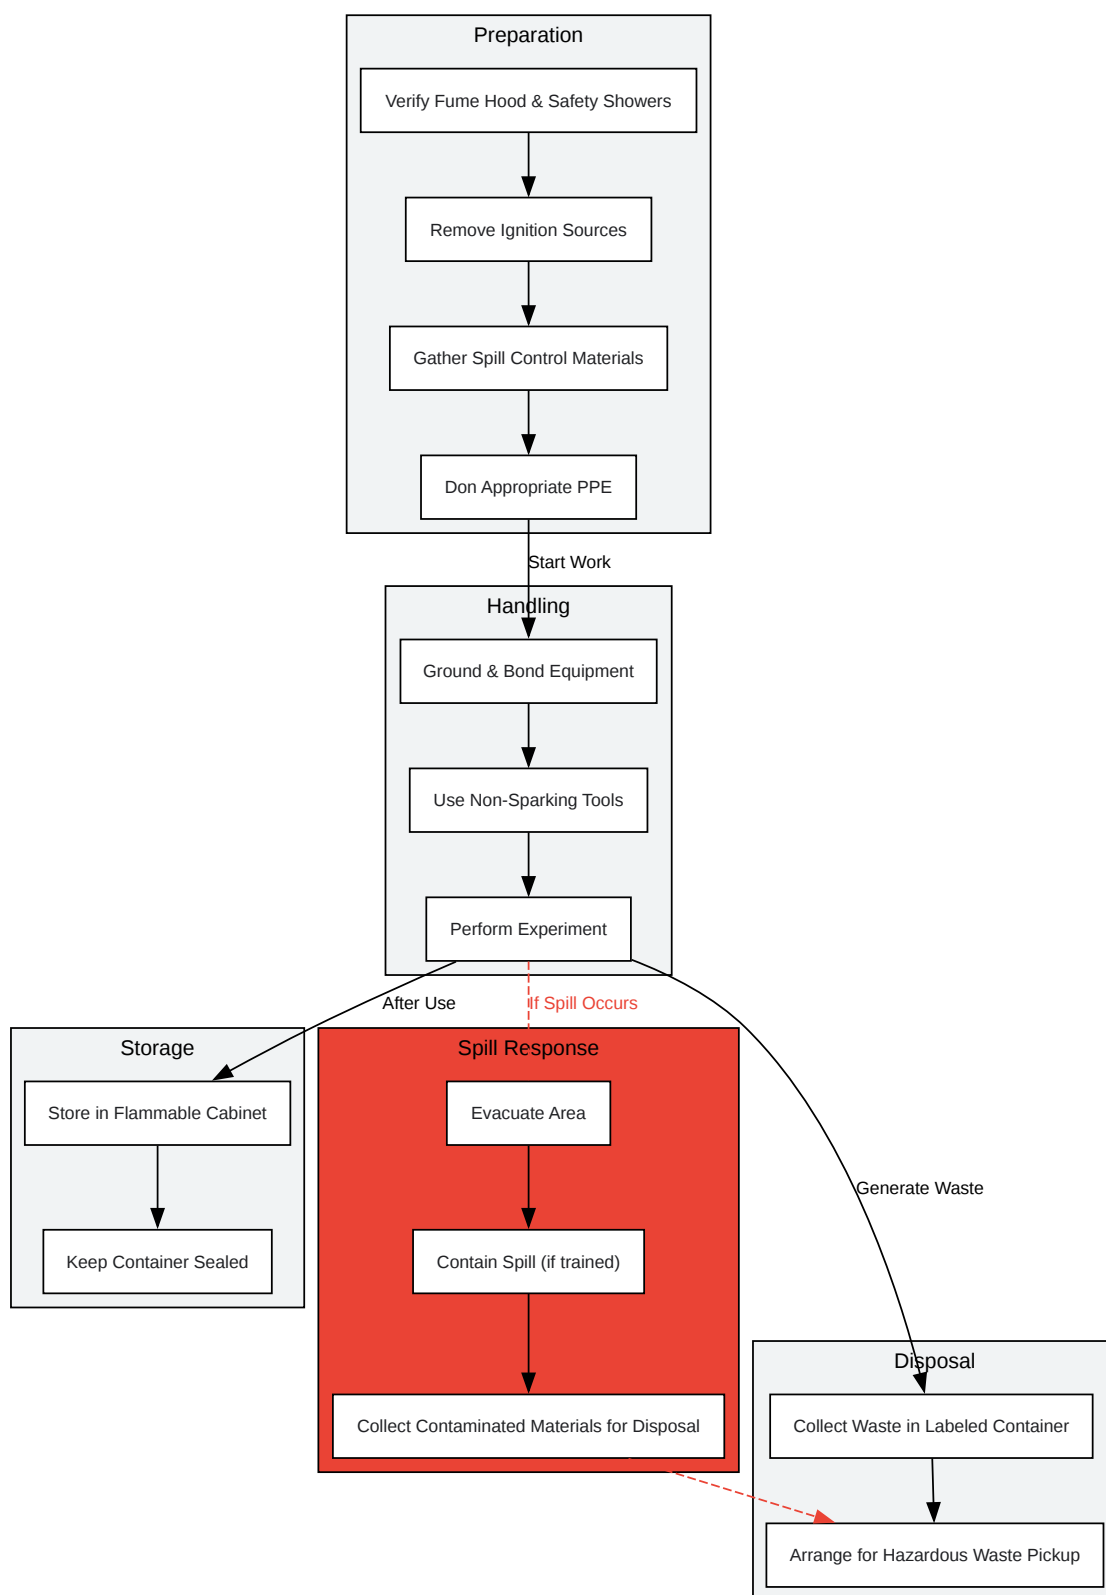 Preparation
Verify Fume Hood & Safety Showers
Remove Ignition Sources
Gather Spill Control Materials
Don Appropriate PPE
Start Work
Handling
Ground & Bond Equipment
Use Non-Sparking Tools
Perform Experiment
After Use
If Spill Occurs
Generate Waste
Storage
Store in Flammable Cabinet
Keep Container Sealed
Spill Response
Evacuate Area
Contain Spill (if trained)
Collect Contaminated Materials for Disposal
Disposal
Collect Waste in Labeled Container
Arrange for Hazardous Waste Pickup